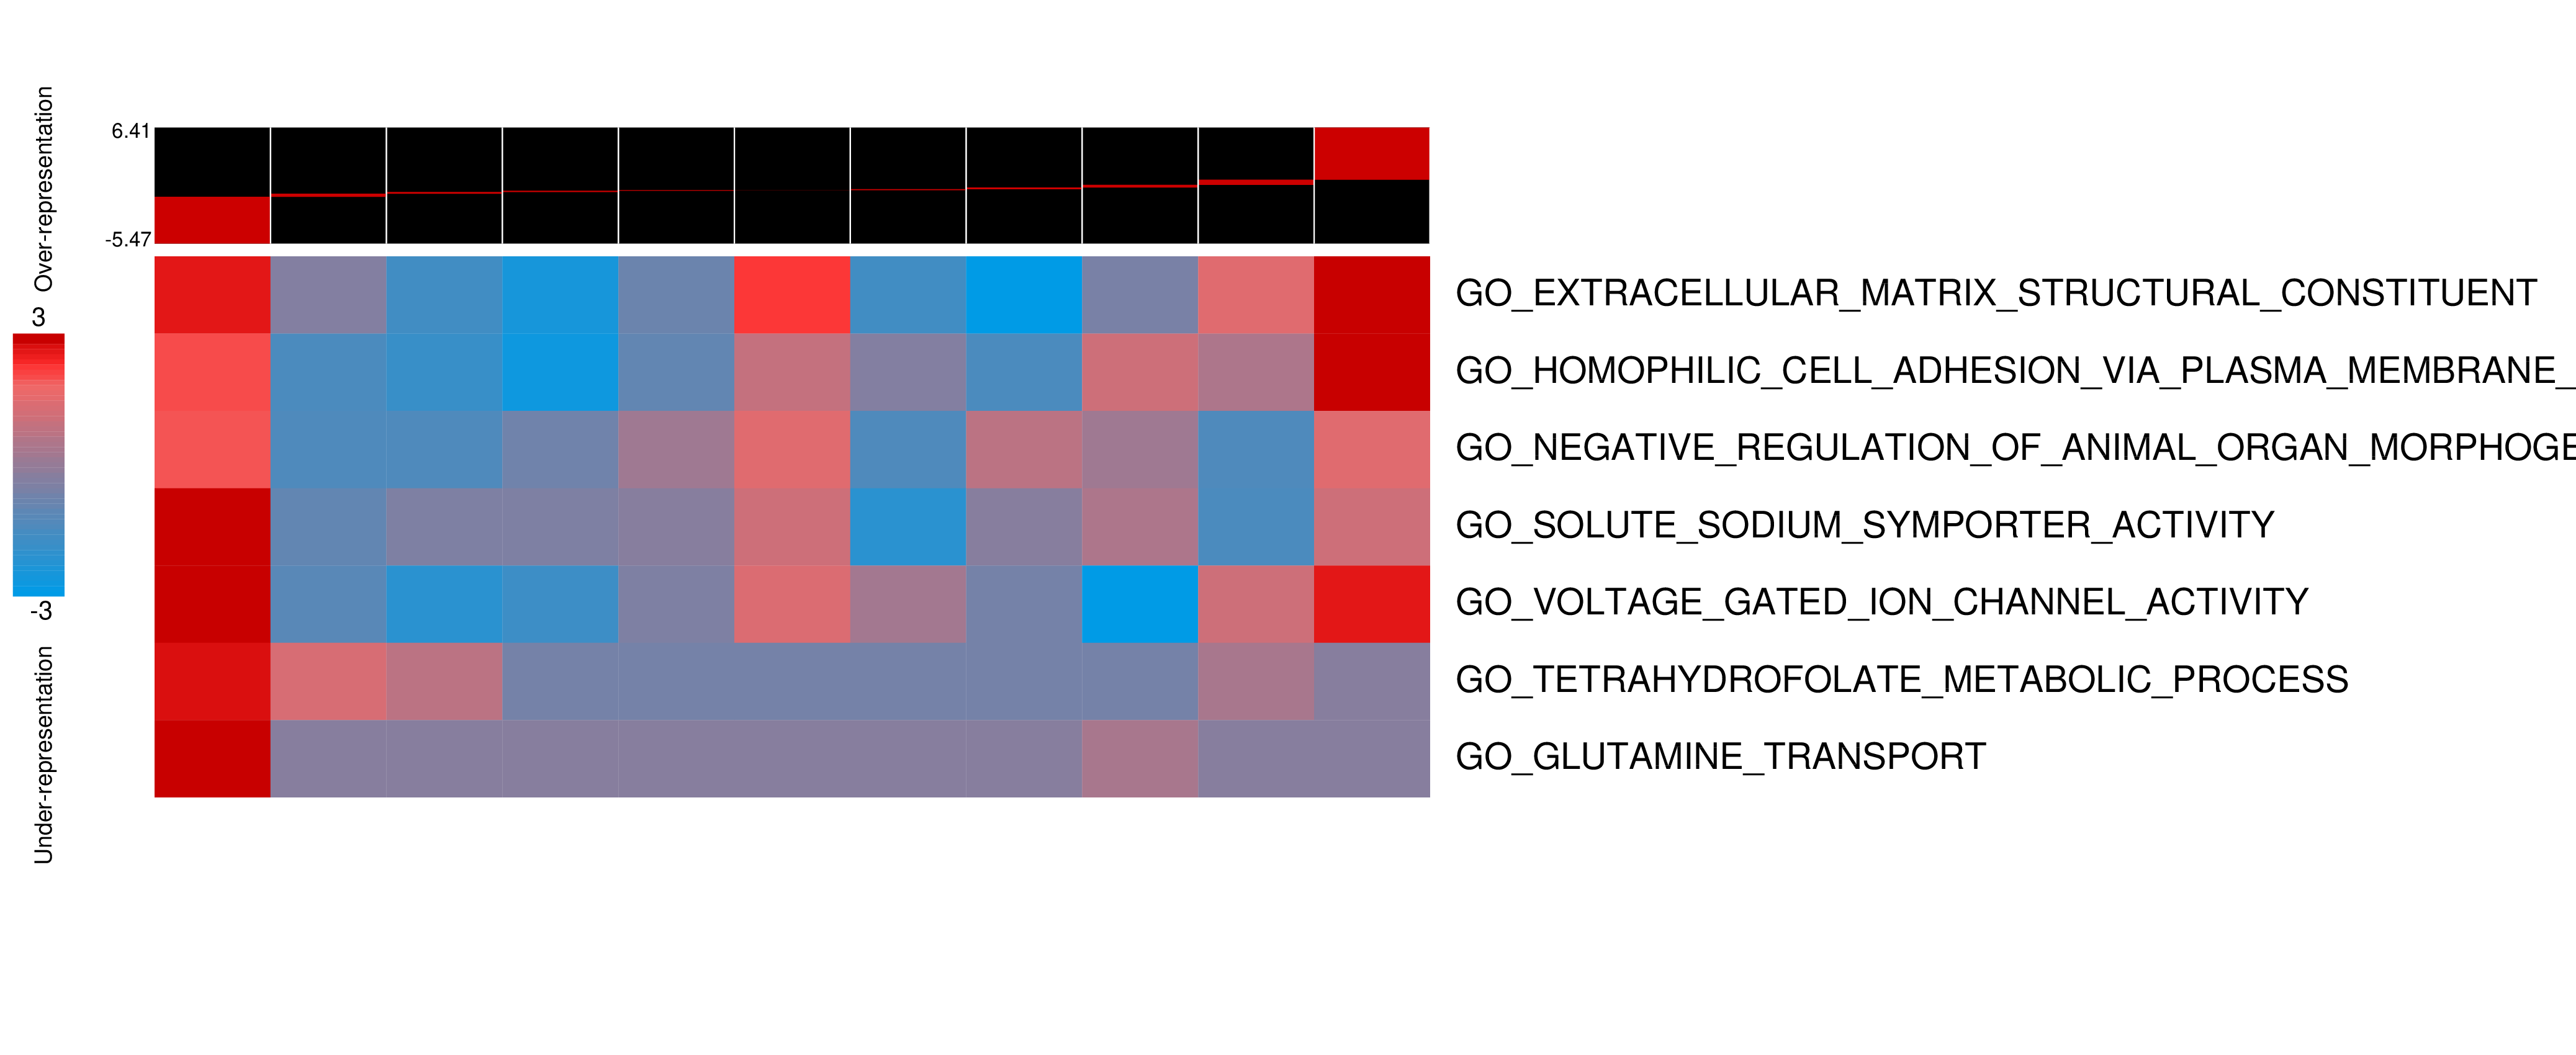 Over-representation
3
-3
Under-representation
6.41
-5.47
GO_EXTRACELLULAR_MATRIX_STRUCTURAL_CONSTITUENT
GO_HOMOPHILIC_CELL_ADHESION_VIA_PLASMA_MEMBRANE_
GO_NEGATIVE_REGULATION_OF_ANIMAL_ORGAN_MORPHOGE
GO_SOLUTE_SODIUM_SYMPORTER_ACTIVITY
GO_VOLTAGE_GATED_ION_CHANNEL_ACTIVITY
GO_TETRAHYDROFOLATE_METABOLIC_PROCESS
GO_GLUTAMINE_TRANSPORT